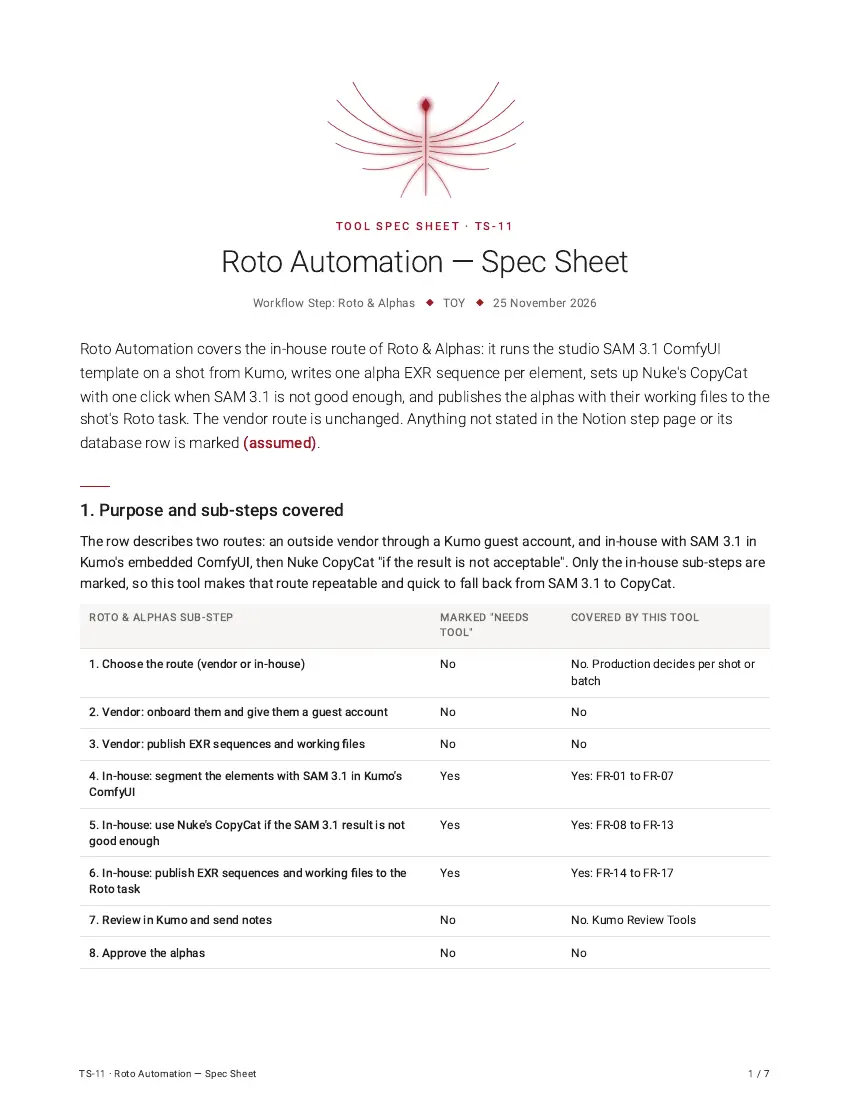 TOOL SPEC SHEET · TS-11
Roto Automation — Spec Sheet
Workflow Step: Roto & Alphas ◆ TOY ◆ 25 November 2026
Roto Automation covers the in-house route of Roto & Alphas: it runs the studio SAM 3.1 ComfyUI
template on a shot from Kumo, writes one alpha EXR sequence per element, sets up Nuke's CopyCat
with one click when SAM 3.1 is not good enough, and publishes the alphas with their working files to the
shot's Roto task. The vendor route is unchanged. Anything not stated in the Notion step page or its
database row is marked (assumed).
1. Purpose and sub-steps covered
The row describes two routes: an outside vendor through a Kumo guest account, and in-house with SAM 3.1 in
Kumo's embedded ComfyUI, then Nuke CopyCat "if the result is not acceptable". Only the in-house sub-steps are
marked, so this tool makes that route repeatable and quick to fall back from SAM 3.1 to CopyCat.
ROTO & ALPHAS SUB-STEP
MARKED "NEEDS
TOOL"
COVERED BY THIS TOOL
1. Choose the route (vendor or in-house)
No
No. Production decides per shot or
batch
2. Vendor: onboard them and give them a guest account
No
No
3. Vendor: publish EXR sequences and working files
No
No
4. In-house: segment the elements with SAM 3.1 in Kumo's
ComfyUI
Yes
Yes: FR-01 to FR-07
5. In-house: use Nuke's CopyCat if the SAM 3.1 result is not
good enough
Yes
Yes: FR-08 to FR-13
6. In-house: publish EXR sequences and working files to the
Roto task
Yes
Yes: FR-14 to FR-17
7. Review in Kumo and send notes
No
No. Kumo Review Tools
8. Approve the alphas
No
No
TS-11 · Roto Automation — Spec Sheet
1 / 7